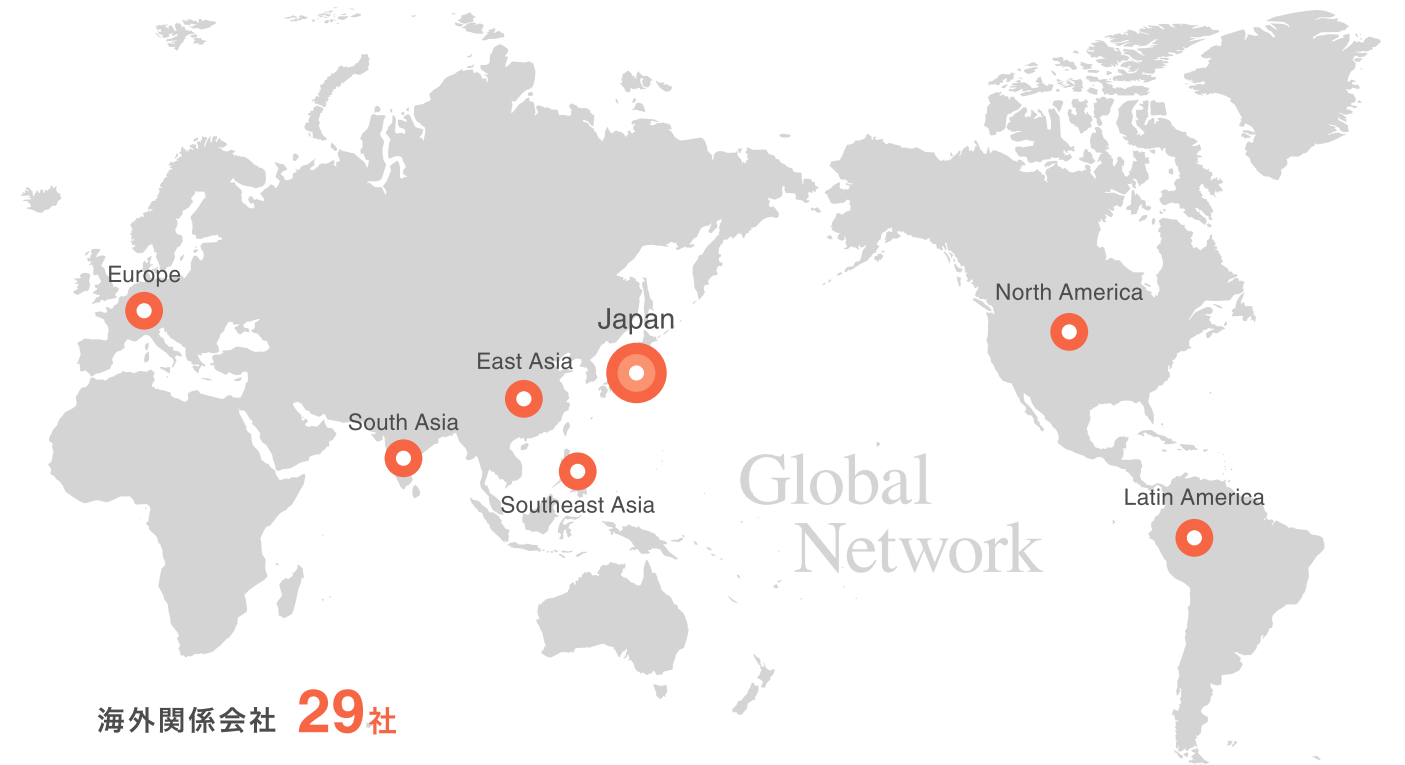 Europe
North America
Japan
East Asia
South Asia
Global
Network
Latin America
Southeast Asia
海外関係会社 29社